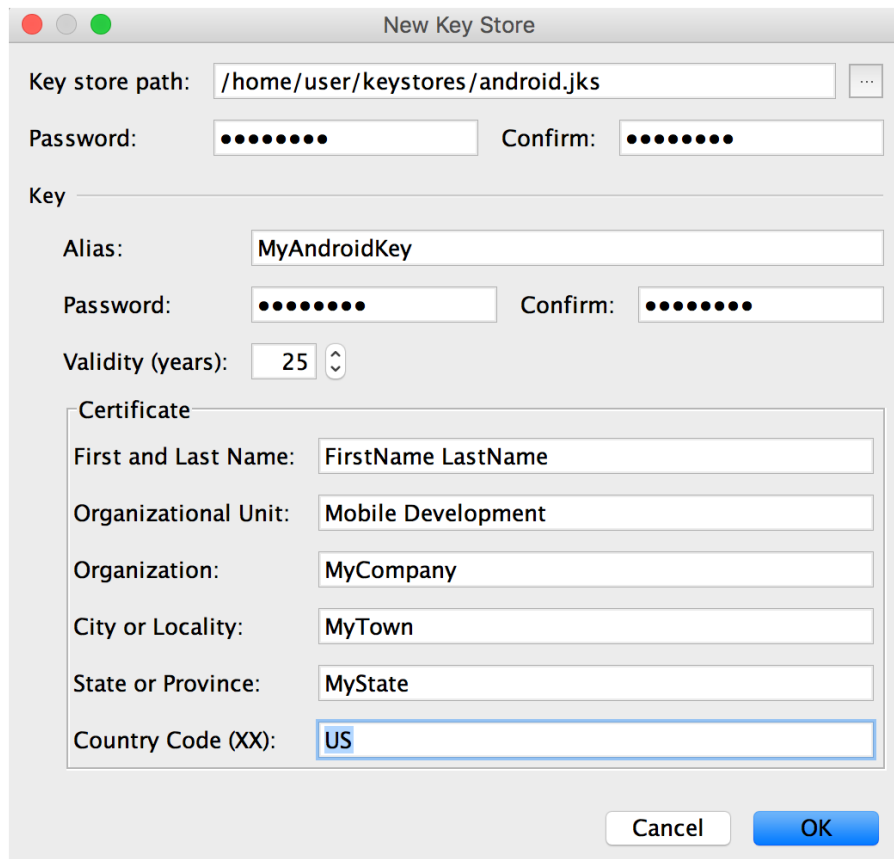 New Key Store
Key store path: /home/user/keystores/android.jks ...
Password: •••••••• Confirm: ••••••••
Key
Alias: MyAndroidKey
Password: •••••••• Confirm: ••••••••
Validity (years): 25
Certificate
First and Last Name: FirstName LastName
Organizational Unit: Mobile Development
Organization: MyCompany
City or Locality: MyTown
State or Province: MyState
Country Code (XX): US
Cancel OK